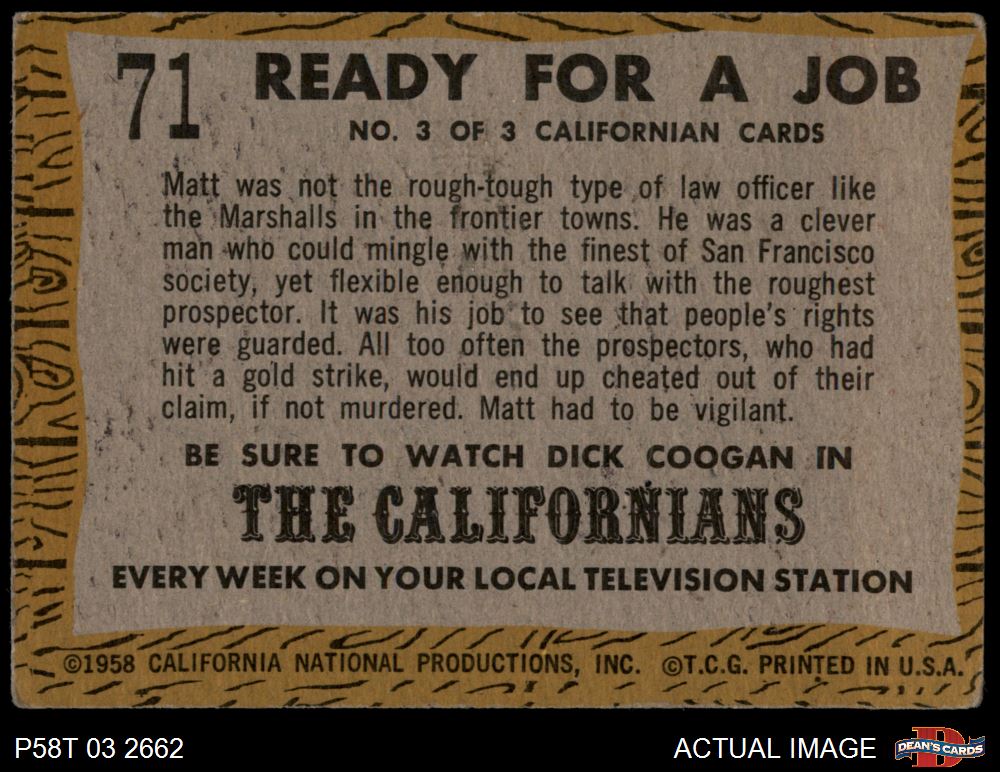 71
READY FOR A JOB
NO. 3 OF 3 CALIFORNIAN CARDS
Matt was not the rough-tough type of law officer like
the Marshalls in the frontier towns. He was a clever
man who could mingle with the finest of San Francisco
society, yet flexible enough to talk with the roughest
prospector. It was his job to see that people's rights
were guarded. All too often the prospectors, who had
hit a gold strike, would end up cheated out of their
claim, if not murdered. Matt had to be vigilant.
BE SURE TO WATCH DICK COOGAN IN
THE CALIFORNIANS
EVERY WEEK ON YOUR LOCAL TELEVISION STATION
©1958 CALIFORNIA NATIONAL PRODUCTIONS, INC. ©T.C.G. PRINTED IN U.S.A.
P58T 03 2662
ACTUAL IMAGE
DEAN'S CARDS